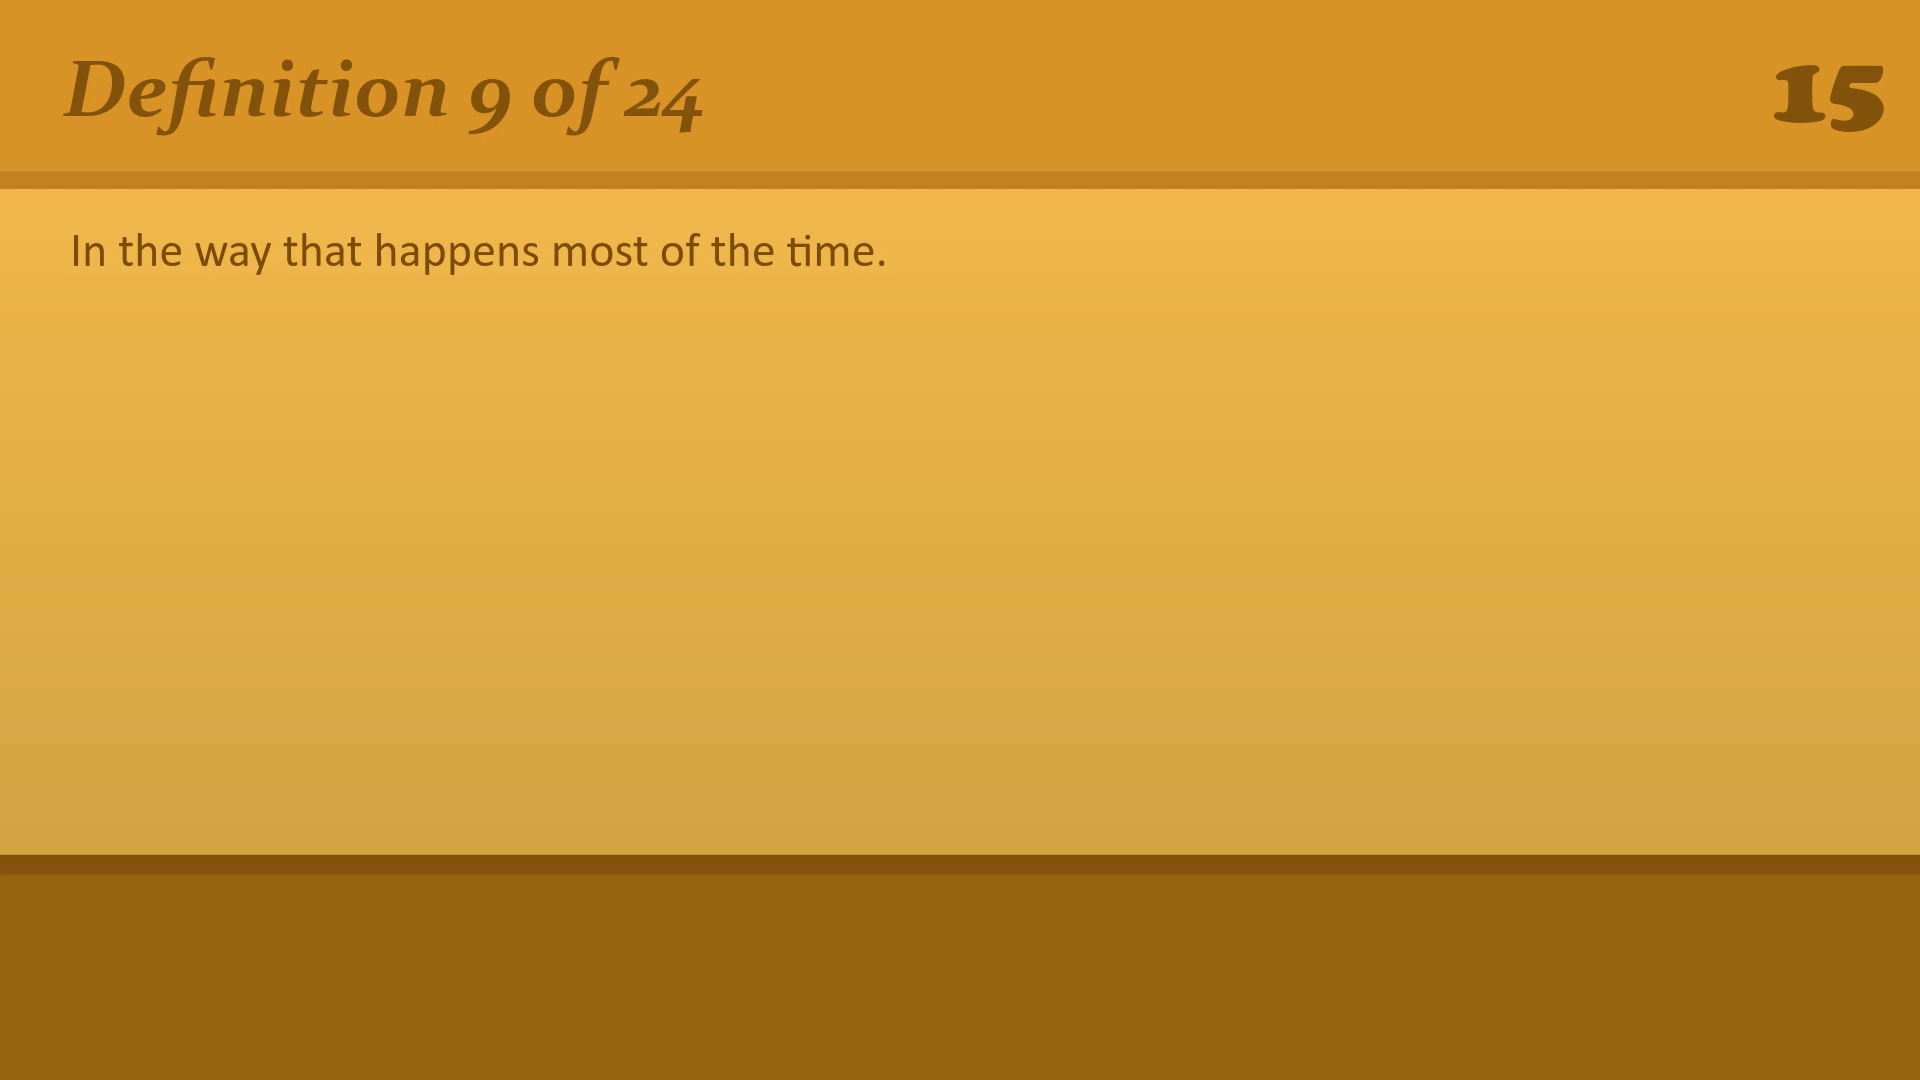 Definition 9 of 24
15
In the way that happens most of the time.